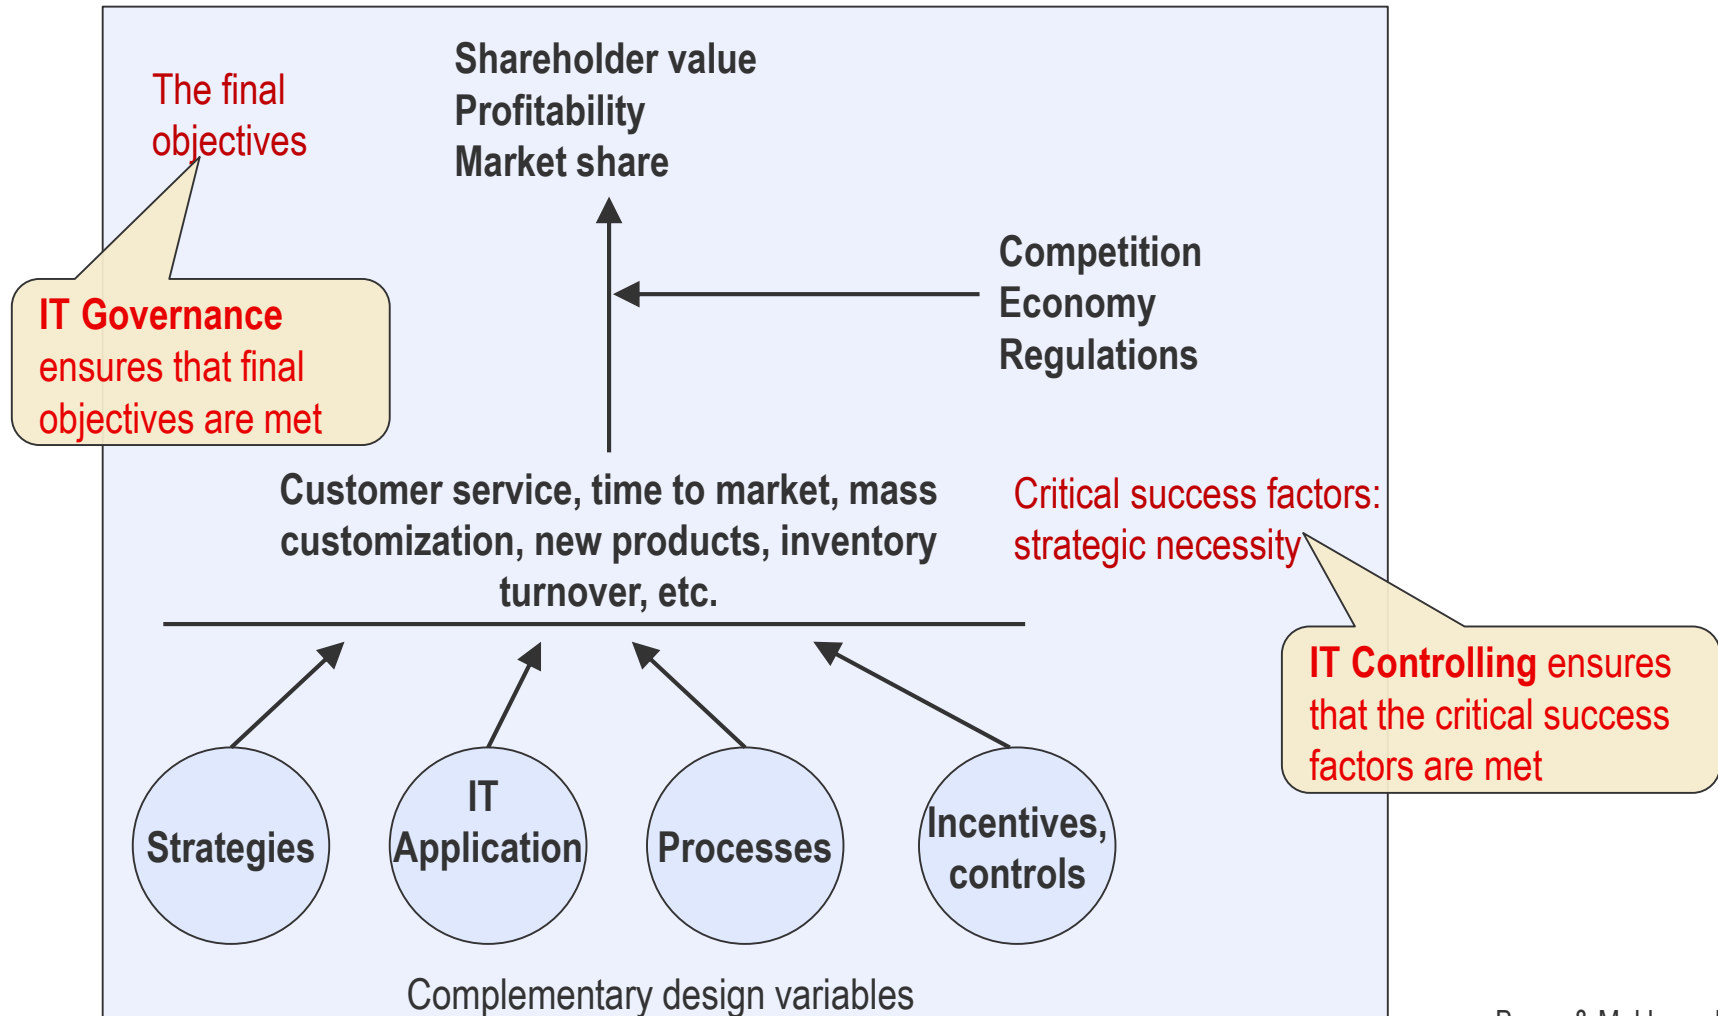 The final
objectives
Shareholder value
Profitability
Market share
Competition
Economy
Regulations
IT Governance
ensures that final
objectives are met
Customer service, time to market, mass
customization, new products, inventory
turnover, etc.
Critical success factors:
strategic necessity
IT Controlling ensures
that the critical success
factors are met
Strategies
IT
Application
Processes
Incentives,
controls
Complementary design variables